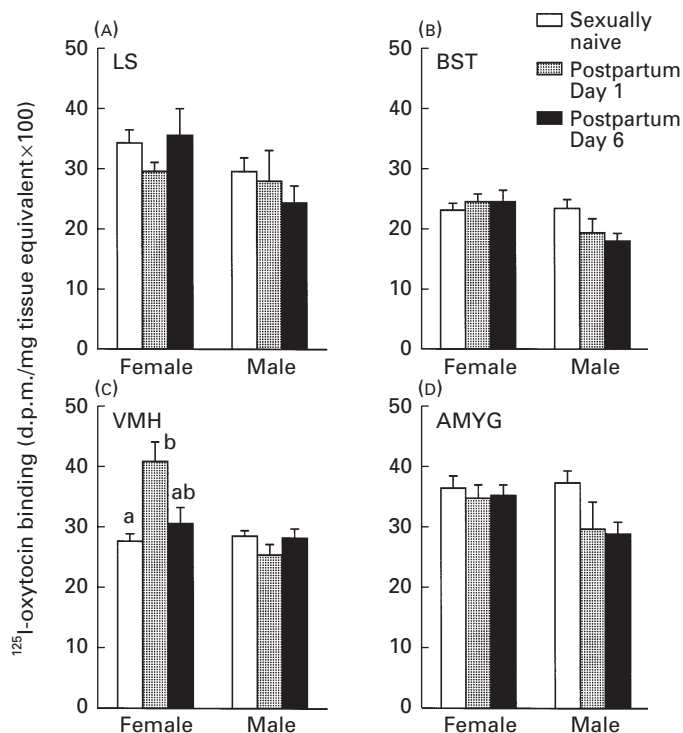 (A)
LS
50
40
30
20
10
0
Female Male
(B)
BST
50
40
30
20
10
0
Female Male
Sexually
naive
Postpartum
Day 1
Postpartum
Day 6
(C)
VMH
50
40
30
20
10
0
a
b
ab
Female Male
(D)
AMYG
50
40
30
20
10
0
Female Male
¹²⁵I-oxytocin binding (d.p.m./mg tissue equivalent×100)